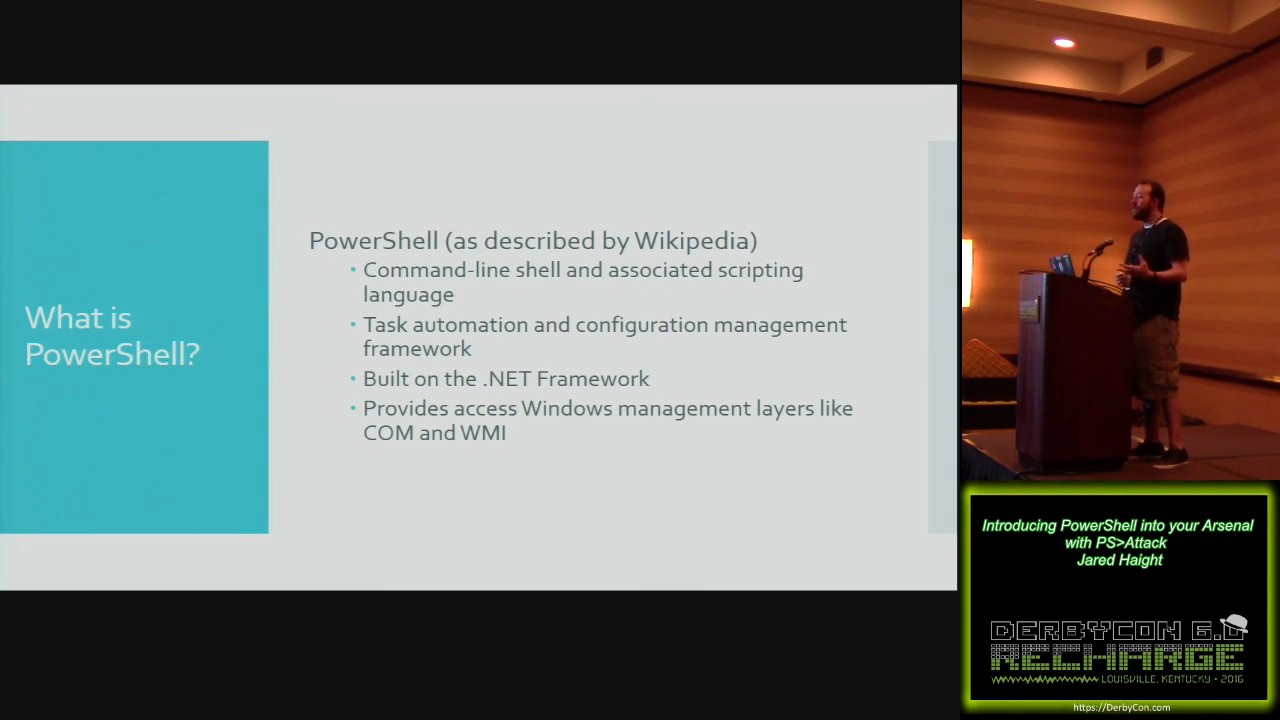 What is
PowerShell?
PowerShell (as described by Wikipedia)
• Command-line shell and associated scripting
language
• Task automation and configuration management
framework
• Built on the .NET Framework
• Provides access Windows management layers like
COM and WMI
Introducing PowerShell into your Arsenal
with PS>Attack
Jared Haight
DERBYCON 6.0
RECHARGE
LOUISVILLE, KENTUCKY • 2016
https://DerbyCon.com